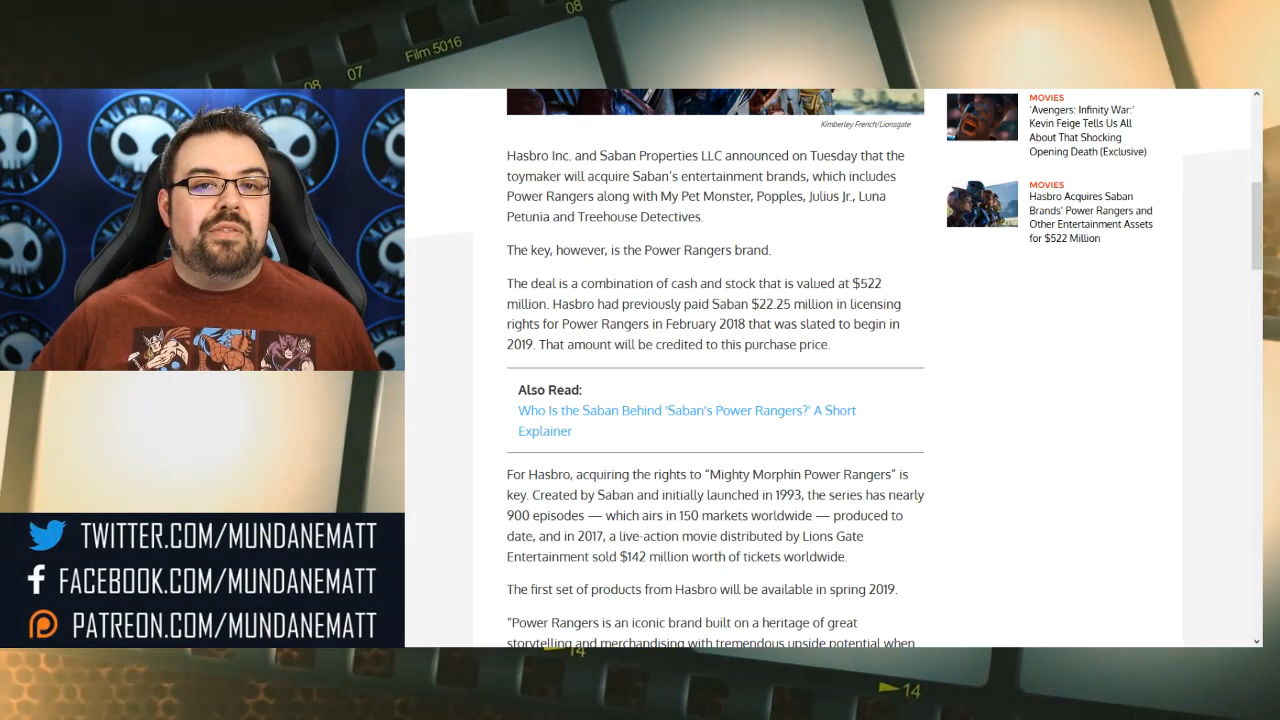 08
Film 5016
07
08
MUNDANE
MATT
Kimberley French/Lionsgate
Hasbro Inc. and Saban Properties LLC announced on Tuesday that the
toymaker will acquire Saban's entertainment brands, which includes
Power Rangers along with My Pet Monster, Popples, Julius Jr., Luna
Petunia and Treehouse Detectives.
The key, however, is the Power Rangers brand.
The deal is a combination of cash and stock that is valued at $522
million. Hasbro had previously paid Saban $22.25 million in licensing
rights for Power Rangers in February 2018 that was slated to begin in
2019. That amount will be credited to this purchase price.
Also Read:
Who Is the Saban Behind 'Saban's Power Rangers?' A Short
Explainer
For Hasbro, acquiring the rights to “Mighty Morphin Power Rangers” is
key. Created by Saban and initially launched in 1993, the series has nearly
900 episodes — which airs in 150 markets worldwide — produced to
date, and in 2017, a live-action movie distributed by Lions Gate
Entertainment sold $142 million worth of tickets worldwide.
The first set of products from Hasbro will be available in spring 2019.
“Power Rangers is an iconic brand built on a heritage of great
storytelling and merchandising with tremendous upside potential when
MOVIES
'Avengers: Infinity War:'
Kevin Feige Tells Us All
About That Shocking
Opening Death (Exclusive)
MOVIES
Hasbro Acquires Saban
Brands' Power Rangers and
Other Entertainment Assets
for $522 Million
TWITTER.COM/MUNDANEMATT
FACEBOOK.COM/MUNDANEMATT
PATREON.COM/MUNDANEMATT
14
14